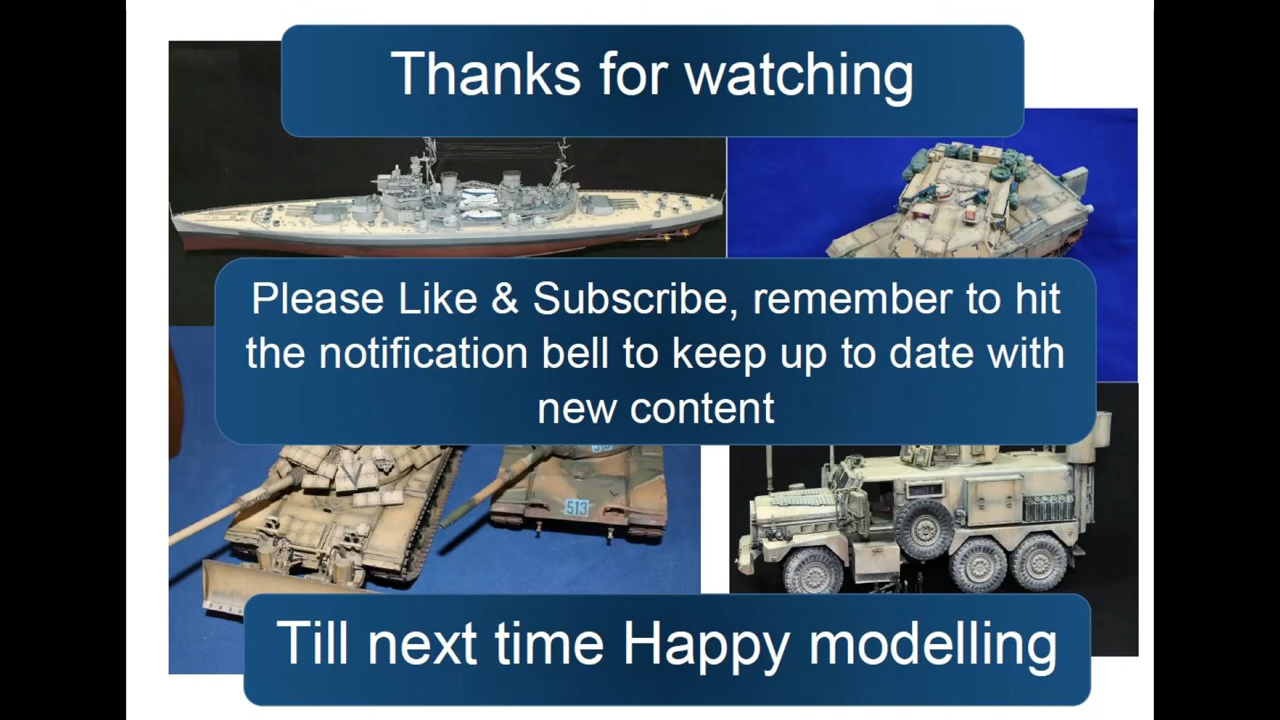 Thanks for watching
Please Like & Subscribe, remember to hit
the notification bell to keep up to date with
new content
513
Till next time Happy modelling